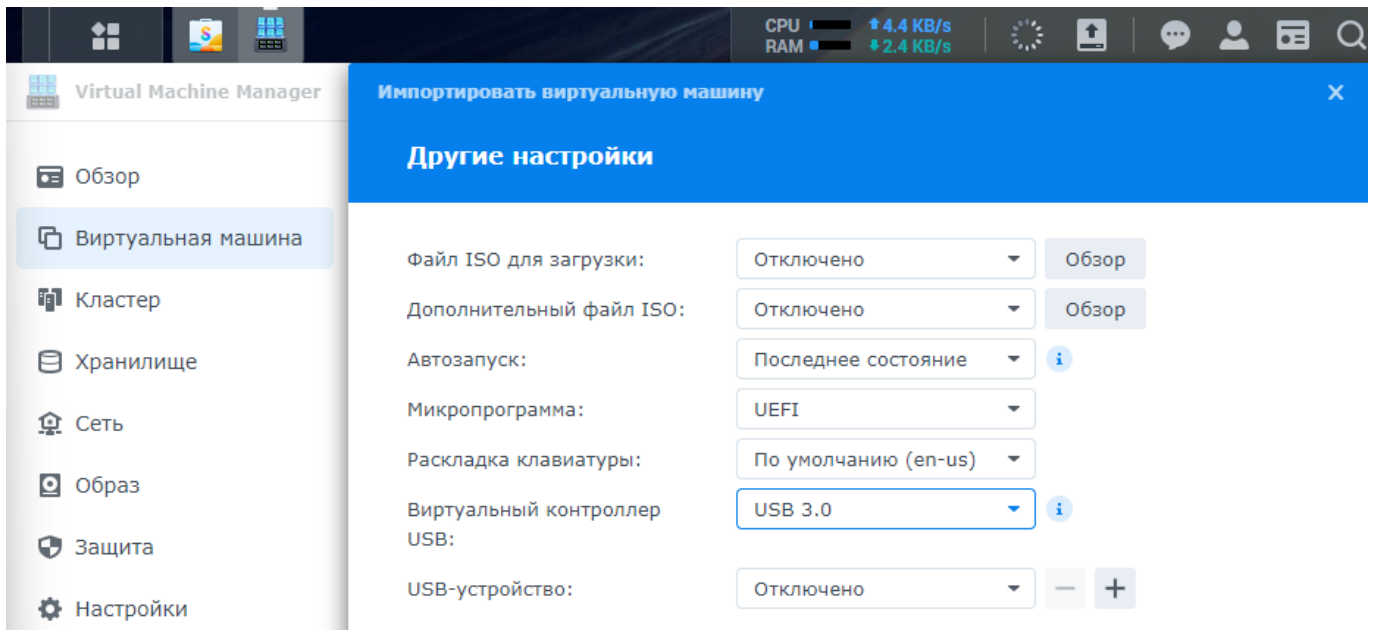 CPU 4.4 KB/s
RAM 2.4 KB/s
Virtual Machine Manager
Импортировать виртуальную машину
Другие настройки
Обзор
Виртуальная машина
Кластер
Хранилище
Сеть
Образ
Защита
Настройки
Файл ISO для загрузки: Отключено Обзор
Дополнительный файл ISO: Отключено Обзор
Автозапуск: Последнее состояние
Микропрограмма: UEFI
Раскладка клавиатуры: По умолчанию (en-us)
Виртуальный контроллер USB 3.0
USB:
USB-устройство: Отключено